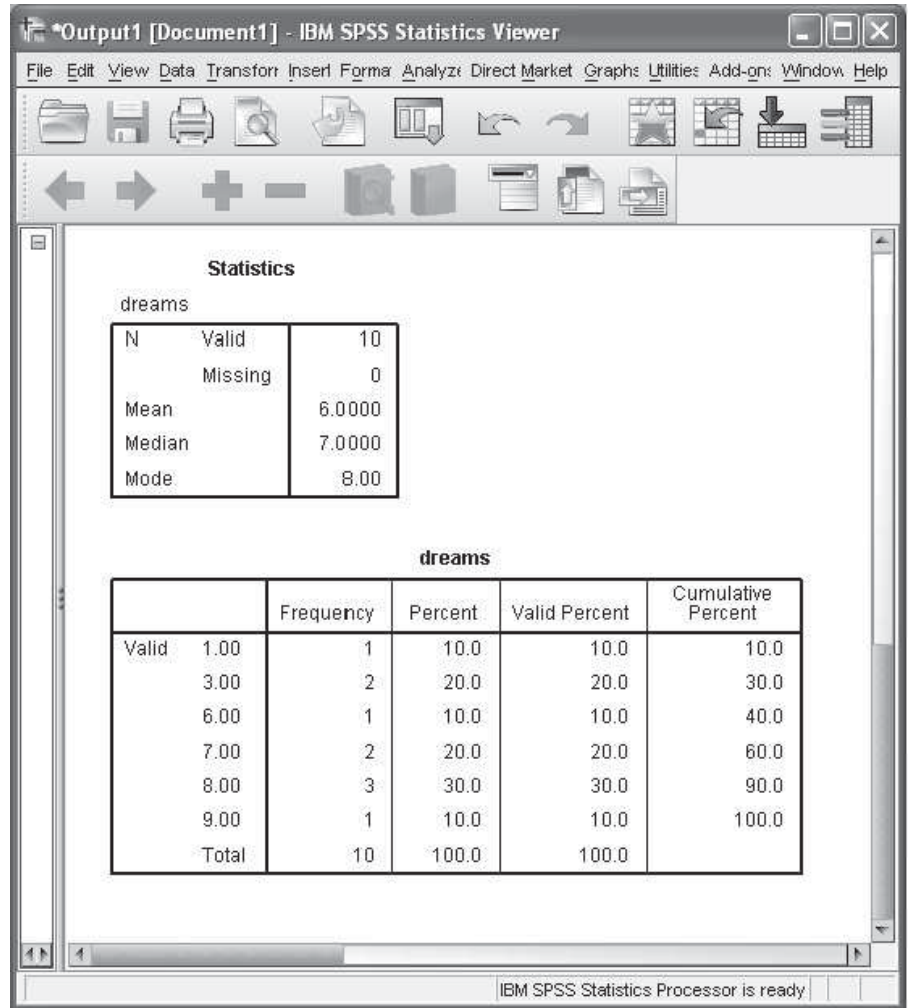 *Output1 [Document1] - IBM SPSS Statistics Viewer
File Edit View Data Transforr Insert Forma Analyze Direct Market Graphs Utilities Add-ons Window Help
Statistics
dreams
N Valid 10
Missing 0
Mean 6.0000
Median 7.0000
Mode 8.00
dreams
Frequency Percent Valid Percent Cumulative Percent
Valid 1.00 1 10.0 10.0 10.0
3.00 2 20.0 20.0 30.0
6.00 1 10.0 10.0 40.0
7.00 2 20.0 20.0 60.0
8.00 3 30.0 30.0 90.0
9.00 1 10.0 10.0 100.0
Total 10 100.0 100.0
IBM SPSS Statistics Processor is ready